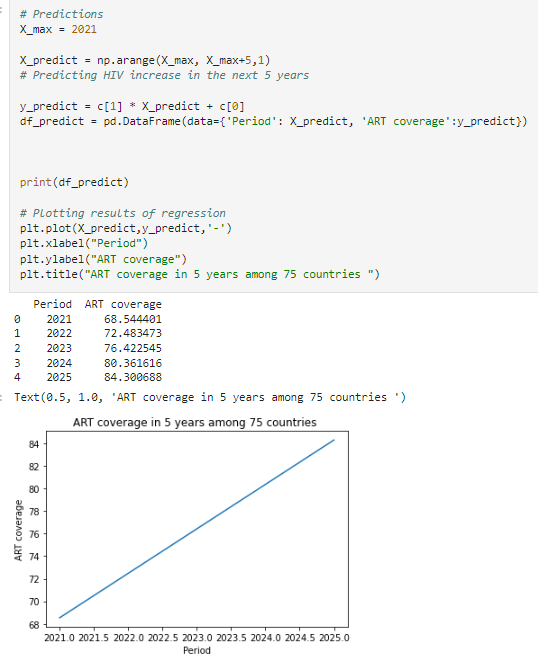 # Predictions
X_max = 2021
X_predict = np.arange(X_max, X_max+5,1)
# Predicting HIV increase in the next 5 years
y_predict = c[1] * X_predict + c[0]
df_predict = pd.DataFrame(data={'Period': X_predict, 'ART coverage':y_predict})
print(df_predict)
# Plotting results of regression
plt.plot(X_predict,y_predict,'-')
plt.xlabel("Period")
plt.ylabel("ART coverage")
plt.title("ART coverage in 5 years among 75 countries ")
Period ART coverage
0 2021 68.544401
1 2022 72.483473
2 2023 76.422545
3 2024 80.361616
4 2025 84.300688
Text(0.5, 1.0, 'ART coverage in 5 years among 75 countries ')
ART coverage in 5 years among 75 countries
84
82
80
78
76
74
72
70
68
ART coverage
2021.0 2021.5 2022.0 2022.5 2023.0 2023.5 2024.0 2024.5 2025.0
Period